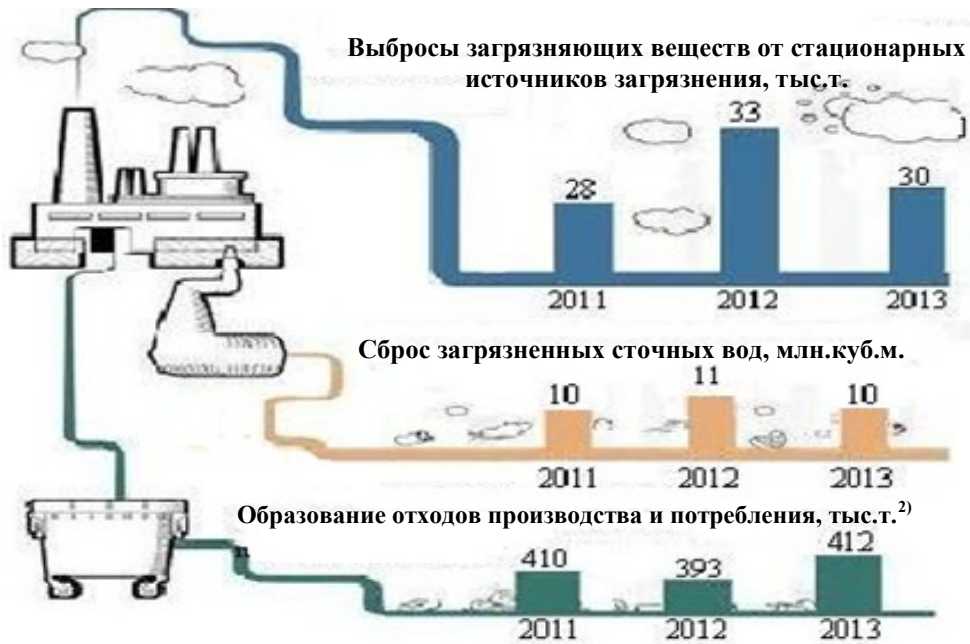 Выбросы загрязняющих веществ от стационарных
источников загрязнения, тыс.т.
33
28
30
2011 2012 2013
Сброс загрязненных сточных вод, млн.куб.м.
10 11 10
2011 2012 2013
Образование отходов производства и потребления, тыс.т.²⁾
410 393 412
2011 2012 2013